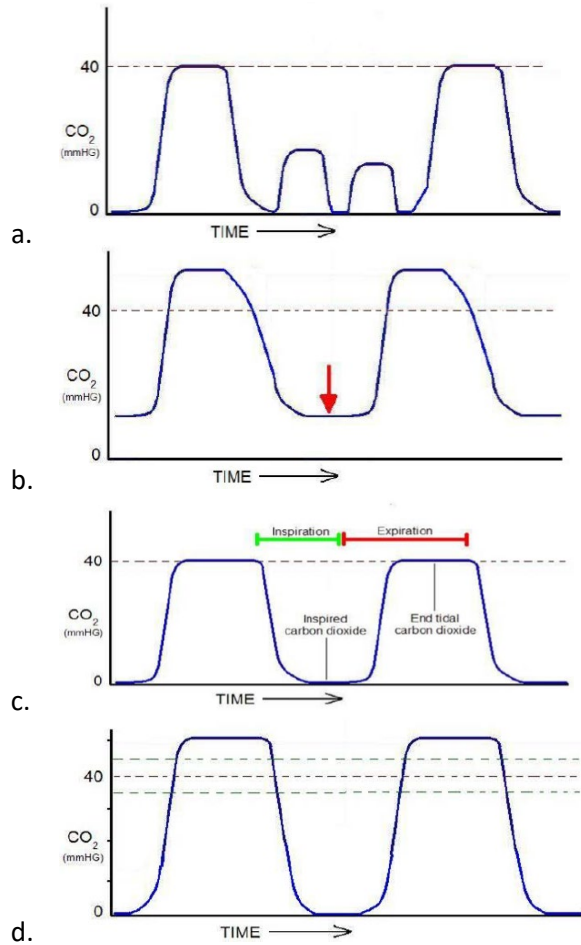 40
CO2
(mmHG)
0
TIME
a.
40
CO2
(mmHG)
0
TIME
b.
Inspiration Expiration
40
Inspired
carbon dioxide
End tidal
carbon dioxide
CO2
(mmHG)
0
TIME
c.
40
CO2
(mmHG)
0
TIME
d.